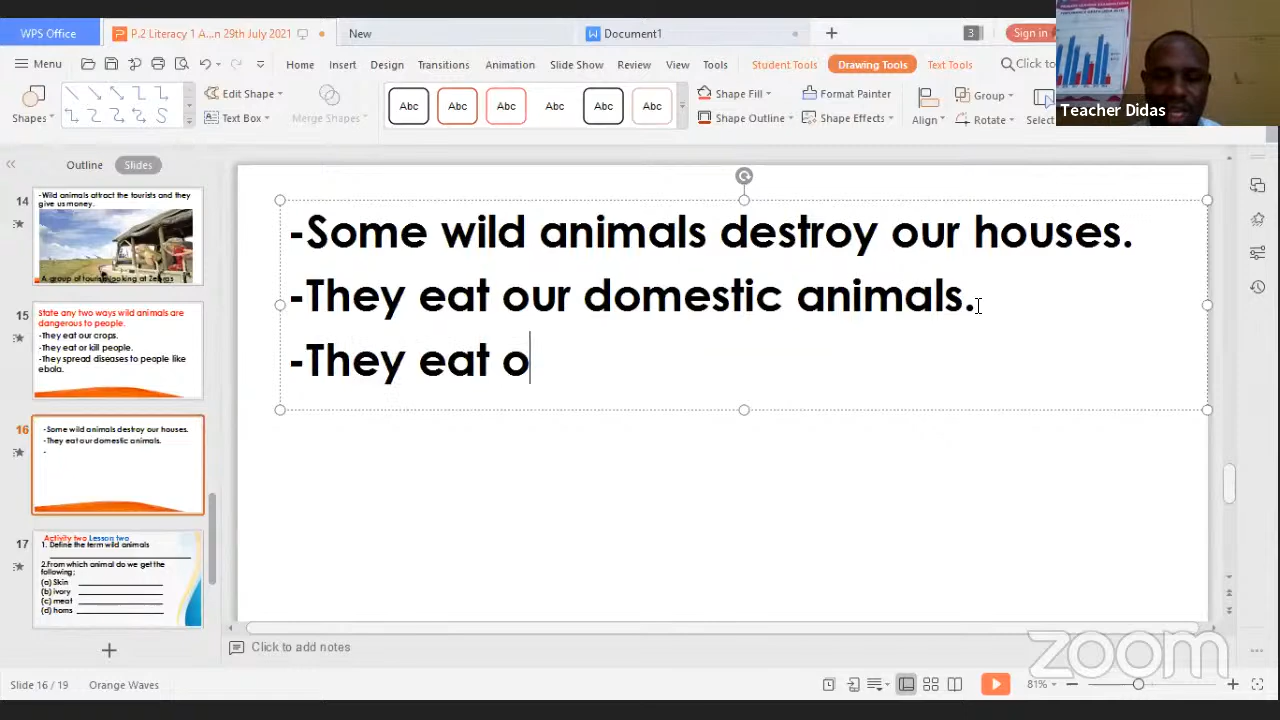 WPS Office
P.2 Literacy 1 A...n 29th July 2021
New
Document1
3
Sign in
Menu
Home
Insert
Design
Transitions
Animation
Slide Show
Review
View
Tools
Student Tools
Drawing Tools
Text Tools
Click to
Shapes
Edit Shape
Text Box
Merge Shapes
Abc
Abc
Abc
Abc
Abc
Abc
Shape Fill
Shape Outline
Format Painter
Shape Effects
Align
Group
Rotate
Select
Teacher Didas
Outline
Slides
14
-Wild animals attract the tourists and they
give us money.
A group of tourists looking at Zebras
15
State any two ways wild animals are
dangerous to people.
-They eat our crops.
-They eat or kill people.
-They spread diseases to people like
ebola.
16
-Some wild animals destroy our houses.
-They eat our domestic animals.
-
17
Activity two Lesson two
1. Define the term wild animals
2.From which animal do we get the
following;
(a) Skin
(b) ivory
(c) meat
(d) horns
-Some wild animals destroy our houses.
-They eat our domestic animals.
-They eat o
Click to add notes
Slide 16 / 19
Orange Waves
81%
zoom